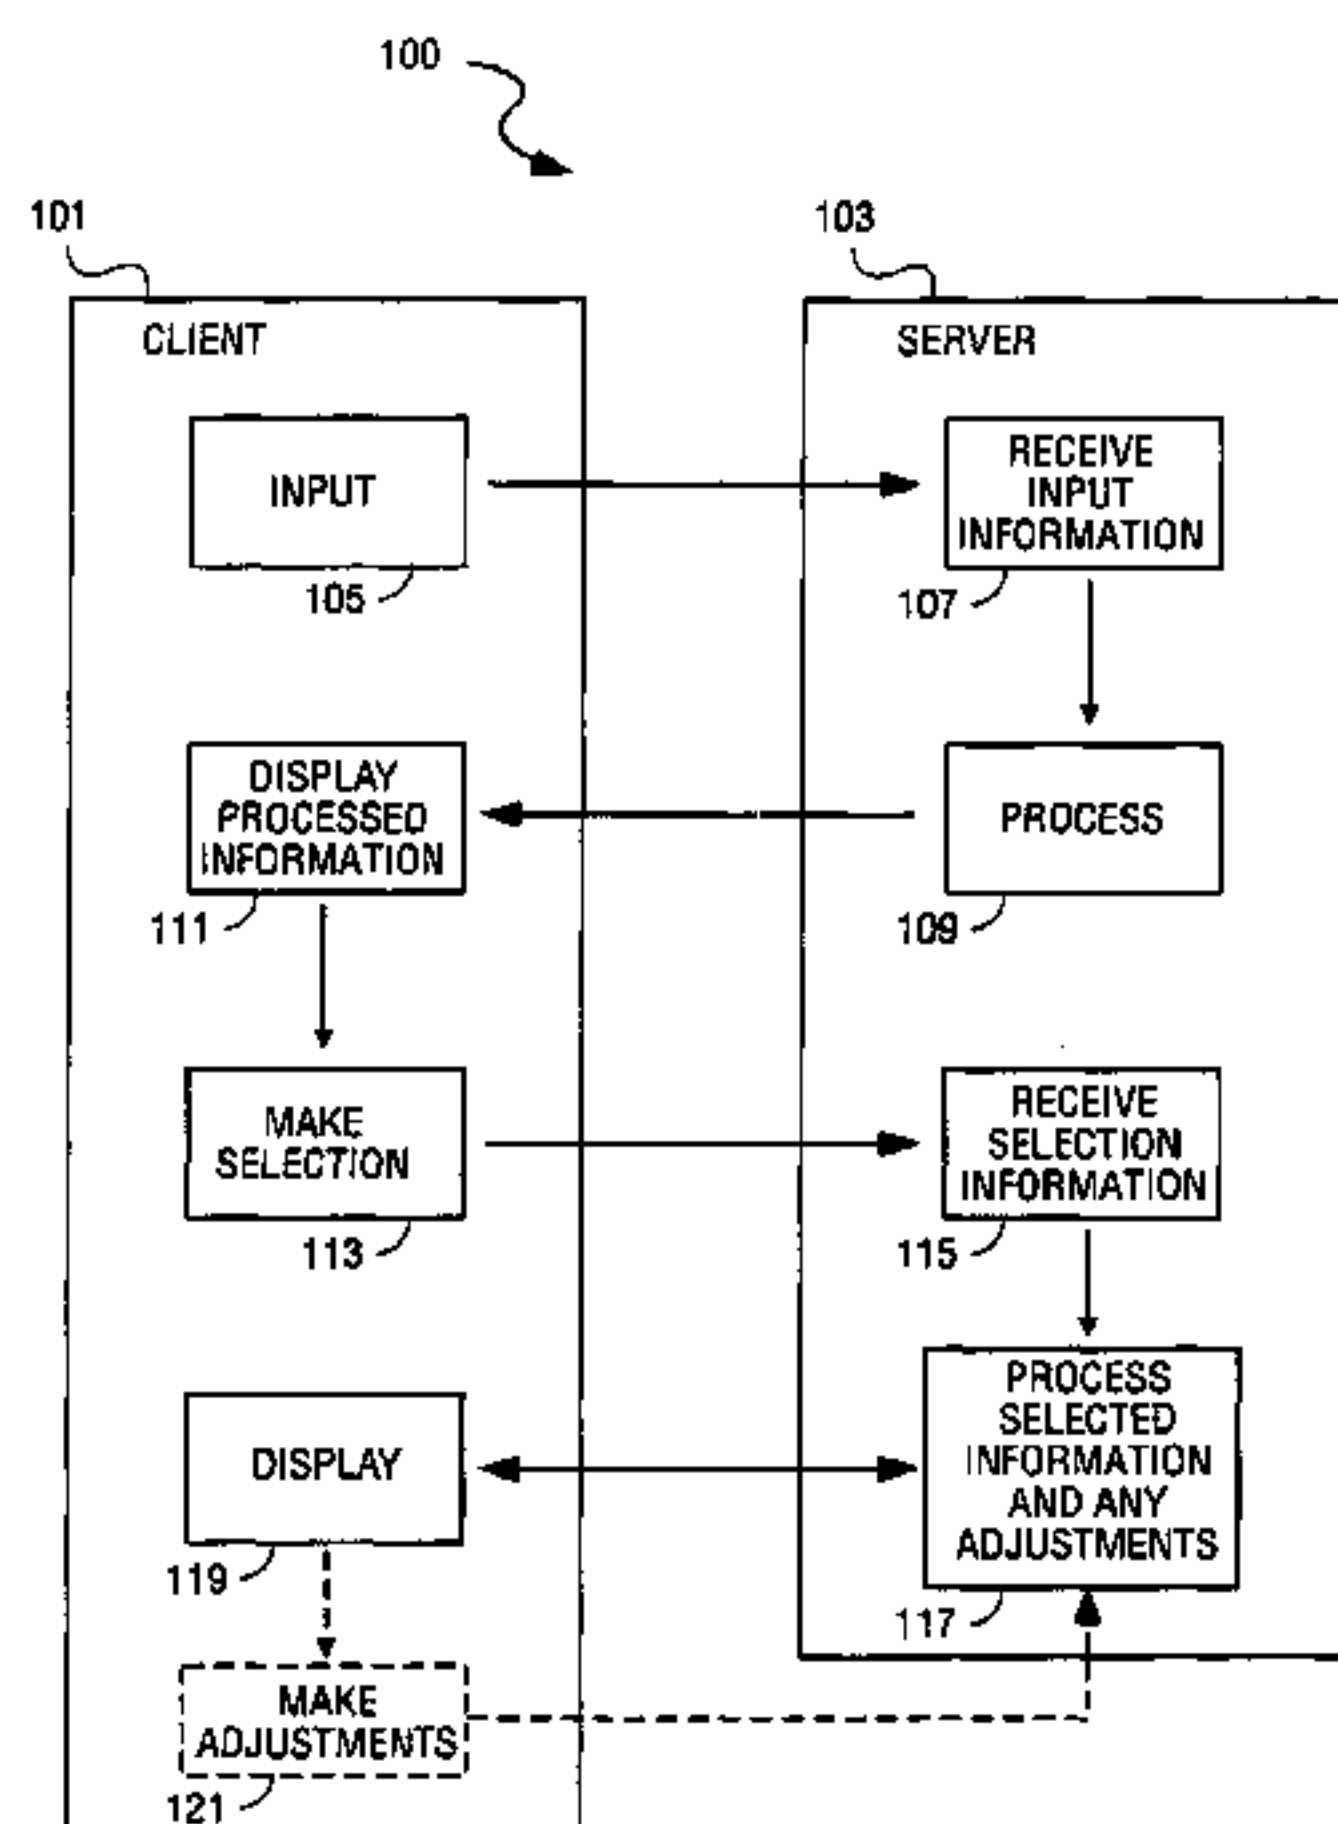 100
101
103
CLIENT
SERVER
INPUT
105
RECEIVE
INPUT
INFORMATION
107
DISPLAY
PROCESSED
INFORMATION
111
PROCESS
109
MAKE
SELECTION
113
RECEIVE
SELECTION
INFORMATION
115
DISPLAY
119
PROCESS
SELECTED
INFORMATION
AND ANY
ADJUSTMENTS
117
MAKE
ADJUSTMENTS
121